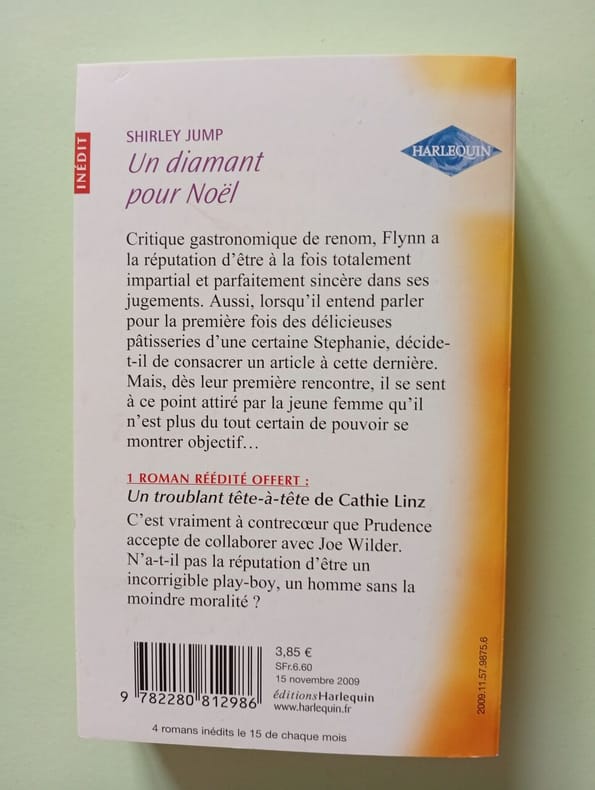 INÉDIT
SHIRLEY JUMP
Un diamant
pour Noël
HARLEQUIN
Critique gastronomique de renom, Flynn a
la réputation d'être à la fois totalement
impartial et parfaitement sincère dans ses
jugements. Aussi, lorsqu'il entend parler
pour la première fois des délicieuses
pâtisseries d'une certaine Stephanie, décide-
t-il de consacrer un article à cette dernière.
Mais, dès leur première rencontre, il se sent
à ce point attiré par la jeune femme qu'il
n'est plus du tout certain de pouvoir se
montrer objectif…
1 ROMAN RÉÉDITÉ OFFERT :
Un troublant tête-à-tête de Cathie Linz
C'est vraiment à contrecœur que Prudence
accepte de collaborer avec Joe Wilder.
N'a-t-il pas la réputation d'être un
incorrigible play-boy, un homme sans la
moindre moralité ?
3,85 €
SFr.6.60
15 novembre 2009
éditionsHarlequin
www.harlequin.fr
9 782280 812986
4 romans inédits le 15 de chaque mois
2009.11.57.9875.6